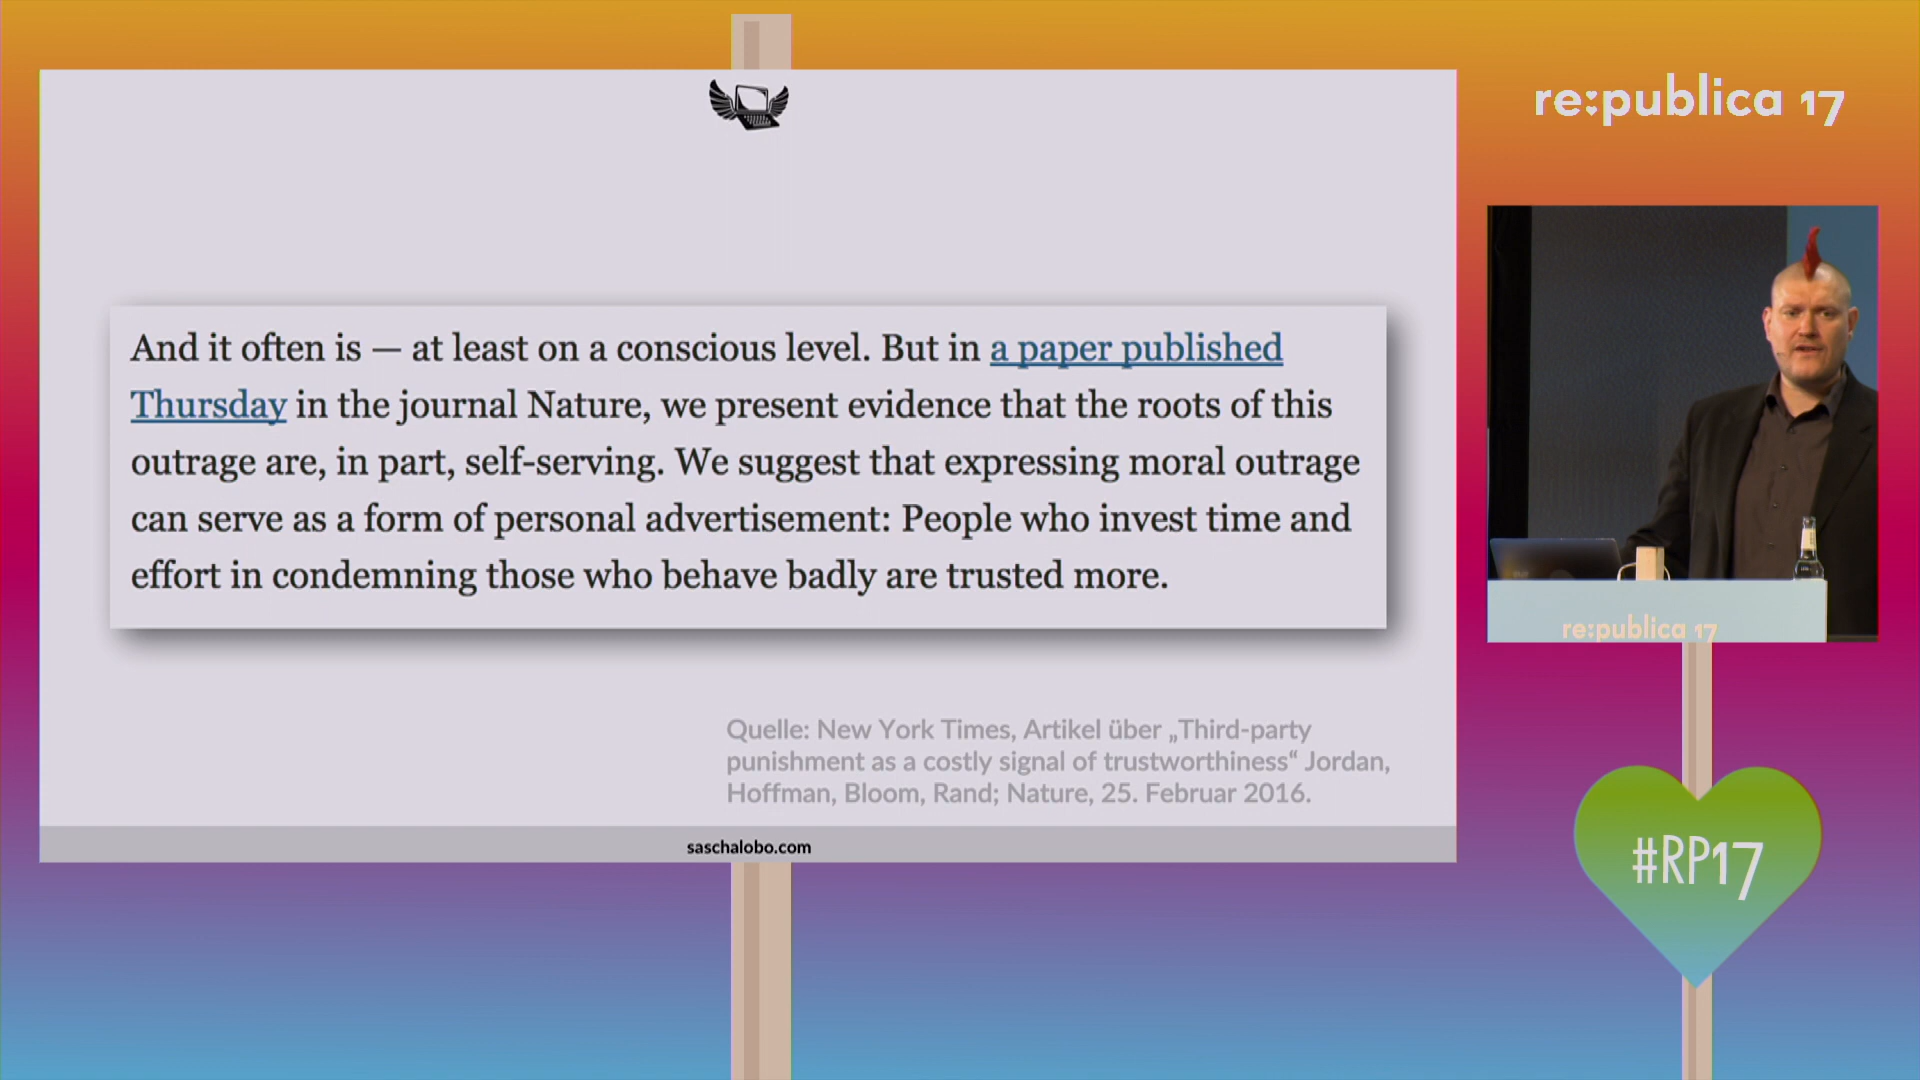 re:publica 17
And it often is — at least on a conscious level. But in a paper published
Thursday in the journal Nature, we present evidence that the roots of this
outrage are, in part, self-serving. We suggest that expressing moral outrage
can serve as a form of personal advertisement: People who invest time and
effort in condemning those who behave badly are trusted more.
Quelle: New York Times, Artikel über „Third-party
punishment as a costly signal of trustworthiness“ Jordan,
Hoffman, Bloom, Rand; Nature, 25. Februar 2016.
saschalobo.com
re:publica 17
#RP17